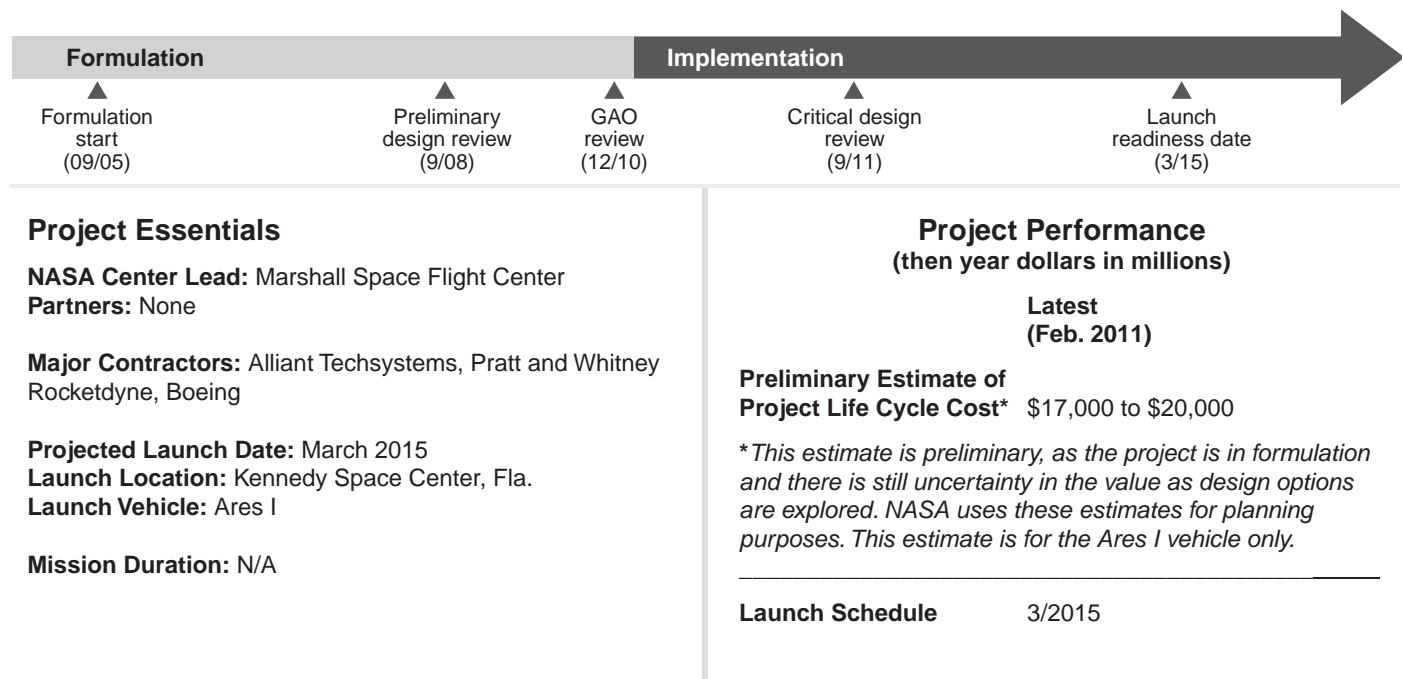 Formulation
Implementation
Formulation
start
(09/05)
Preliminary
design review
(9/08)
GAO
review
(12/10)
Critical design
review
(9/11)
Launch
readiness date
(3/15)
Project Essentials
NASA Center Lead: Marshall Space Flight Center
Partners: None
Major Contractors: Alliant Techsystems, Pratt and Whitney
Rocketdyne, Boeing
Projected Launch Date: March 2015
Launch Location: Kennedy Space Center, Fla.
Launch Vehicle: Ares I
Mission Duration: N/A
Project Performance
(then year dollars in millions)
Latest
(Feb. 2011)
Preliminary Estimate of
Project Life Cycle Cost* $17,000 to $20,000
*This estimate is preliminary, as the project is in formulation
and there is still uncertainty in the value as design options
are explored. NASA uses these estimates for planning
purposes. This estimate is for the Ares I vehicle only.
Launch Schedule 3/2015